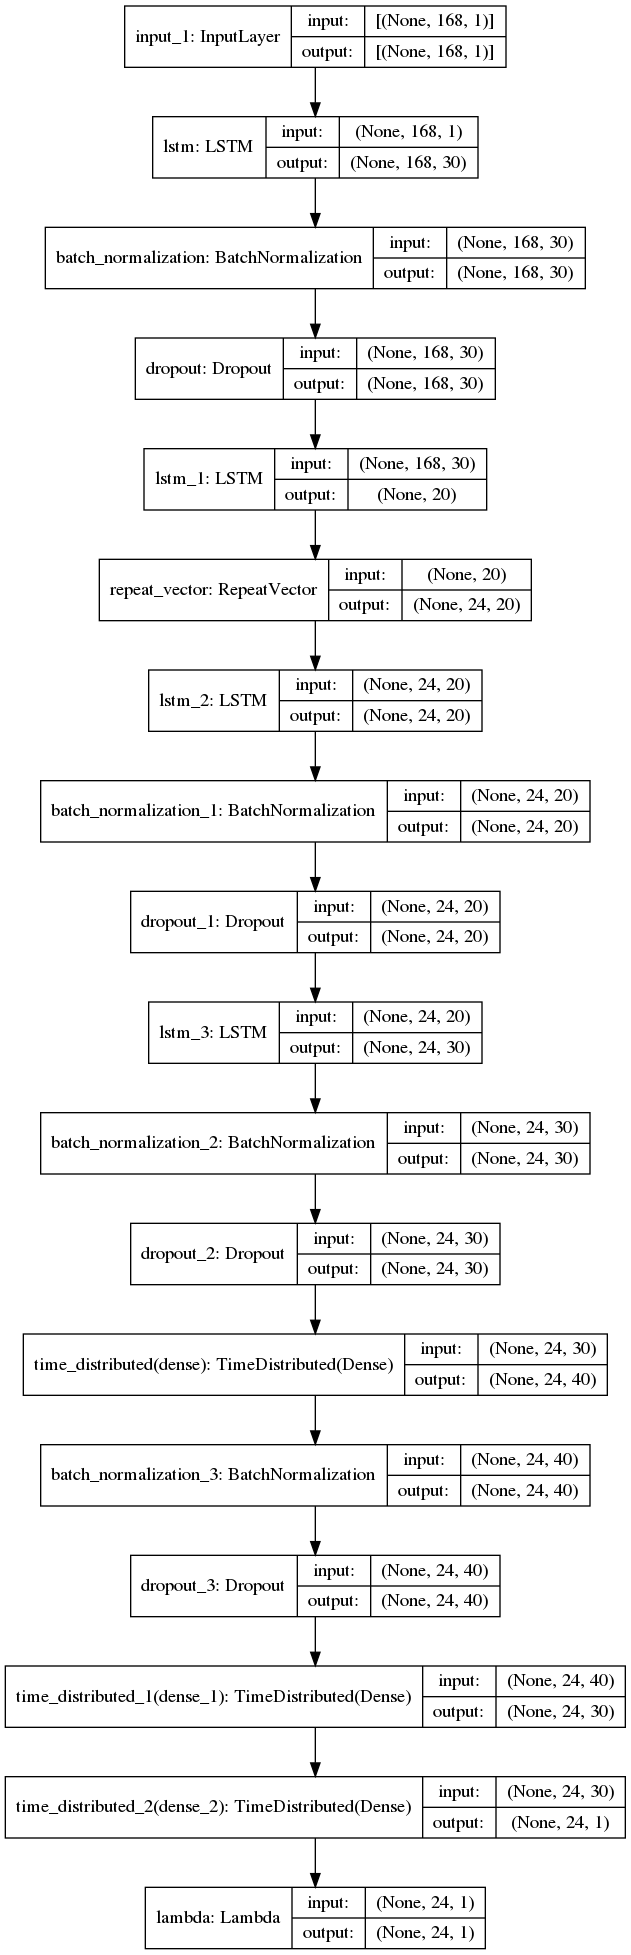 input_1: InputLayer input: [(None, 168, 1)]
output: [(None, 168, 1)]
lstm: LSTM input: (None, 168, 1)
output: (None, 168, 30)
batch_normalization: BatchNormalization input: (None, 168, 30)
output: (None, 168, 30)
dropout: Dropout input: (None, 168, 30)
output: (None, 168, 30)
lstm_1: LSTM input: (None, 168, 30)
output: (None, 20)
repeat_vector: RepeatVector input: (None, 20)
output: (None, 24, 20)
lstm_2: LSTM input: (None, 24, 20)
output: (None, 24, 20)
batch_normalization_1: BatchNormalization input: (None, 24, 20)
output: (None, 24, 20)
dropout_1: Dropout input: (None, 24, 20)
output: (None, 24, 20)
lstm_3: LSTM input: (None, 24, 20)
output: (None, 24, 30)
batch_normalization_2: BatchNormalization input: (None, 24, 30)
output: (None, 24, 30)
dropout_2: Dropout input: (None, 24, 30)
output: (None, 24, 30)
time_distributed(dense): TimeDistributed(Dense) input: (None, 24, 30)
output: (None, 24, 40)
batch_normalization_3: BatchNormalization input: (None, 24, 40)
output: (None, 24, 40)
dropout_3: Dropout input: (None, 24, 40)
output: (None, 24, 40)
time_distributed_1(dense_1): TimeDistributed(Dense) input: (None, 24, 40)
output: (None, 24, 30)
time_distributed_2(dense_2): TimeDistributed(Dense) input: (None, 24, 30)
output: (None, 24, 1)
lambda: Lambda input: (None, 24, 1)
output: (None, 24, 1)